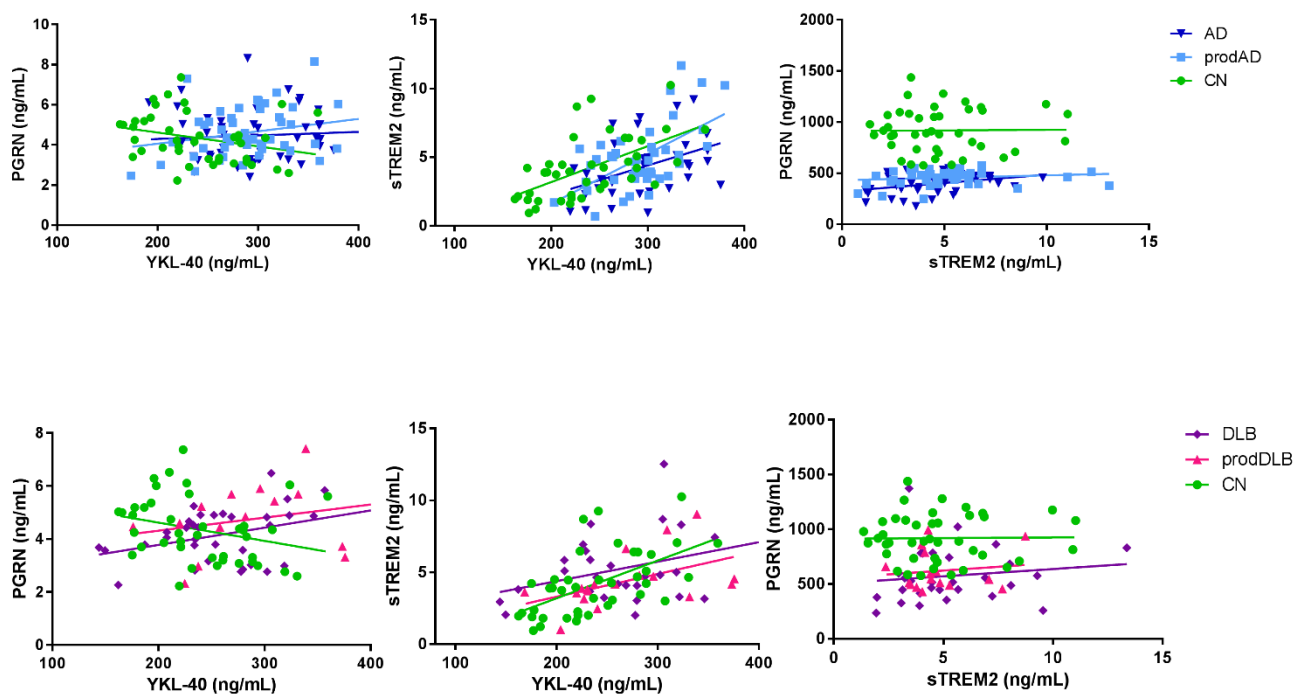 10
8
6
4
2
0
PGRN (ng/mL)
100
200
300
400
YKL-40 (ng/mL)
15
10
5
0
sTREM2 (ng/mL)
100
200
300
400
YKL-40 (ng/mL)
2000
1500
1000
500
0
PGRN (ng/mL)
0
5
10
15
sTREM2 (ng/mL)
AD
prodAD
CN
8
6
4
2
0
PGRN (ng/mL)
100
200
300
400
YKL-40 (ng/mL)
15
10
5
0
sTREM2 (ng/mL)
100
200
300
400
YKL-40 (ng/mL)
2000
1500
1000
500
0
PGRN (ng/mL)
0
5
10
15
sTREM2 (ng/mL)
DLB
prodDLB
CN